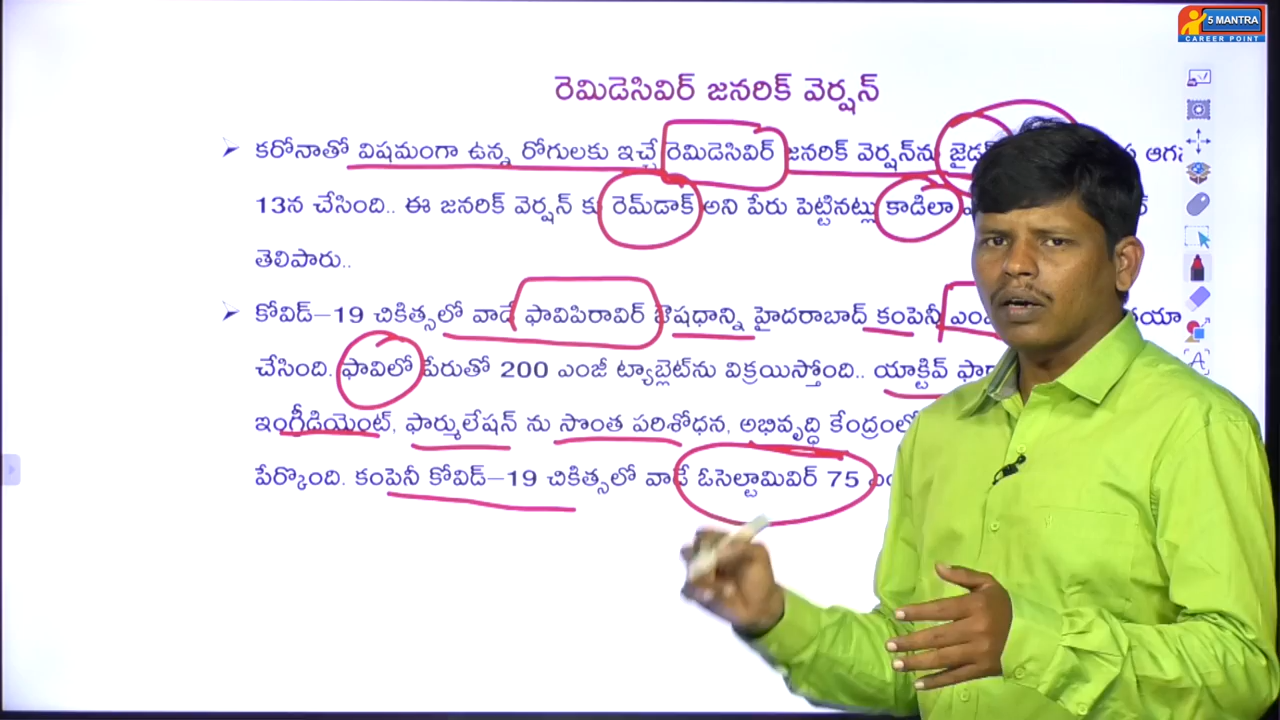 5 MANTRA
CAREER POINT
రెమిడెసివిర్ జనరిక్ వెర్షన్
కరోనాతో విషమంగా ఉన్న రోగులకు ఇచ్చే రెమిడెసివిర్ జనరిక్ వెర్షన్‌ను
13న చేసింది.. ఈ జనరిక్ వెర్షన్ కు రెమ్‌డాక్ అని పేరు పెట్టినట్లు కాడిలా
తెలిపారు..
కోవిడ్–19 చికిత్సలో వాడే ఫావిపిరావిర్ ఔషధాన్ని హైదరాబాద్ కంపెనీ
చేసింది. ఫావిలో పేరుతో 200 ఎంజీ ట్యాబ్లెట్‌ను విక్రయిస్తోంది.. యాక్టివ్
ఇంగ్రీడియెంట్, ఫార్ములేషన్ ను సొంత పరిశోధన, అభివృద్ధి కేంద్రంలో
పేర్కొంది. కంపెనీ కోవిడ్–19 చికిత్సలో వాడే ఓసెల్టామివిర్ 75